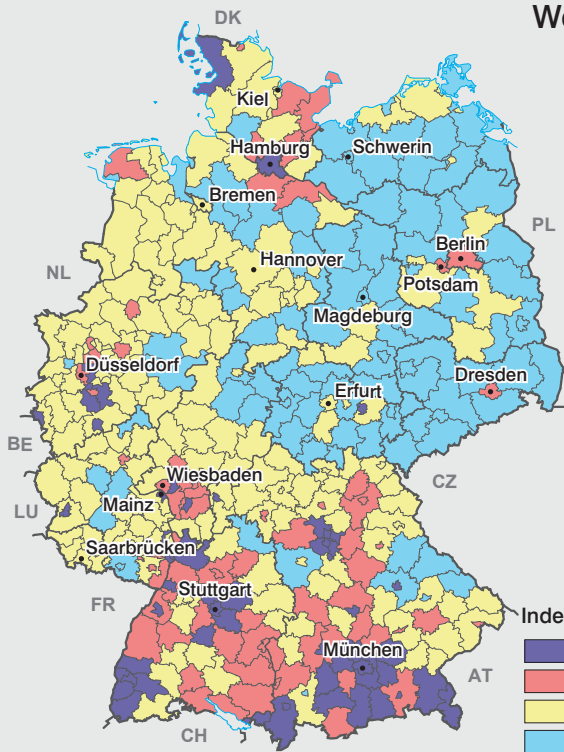 DK
Kiel
Hamburg
Schwerin
Bremen
PL
Berlin
Hannover
NL
Potsdam
Magdeburg
Düsseldorf
Dresden
Erfurt
BE
Wiesbaden
CZ
Mainz
LU
Saarbrücken
FR
Stuttgart
Inde
München
AT
CH